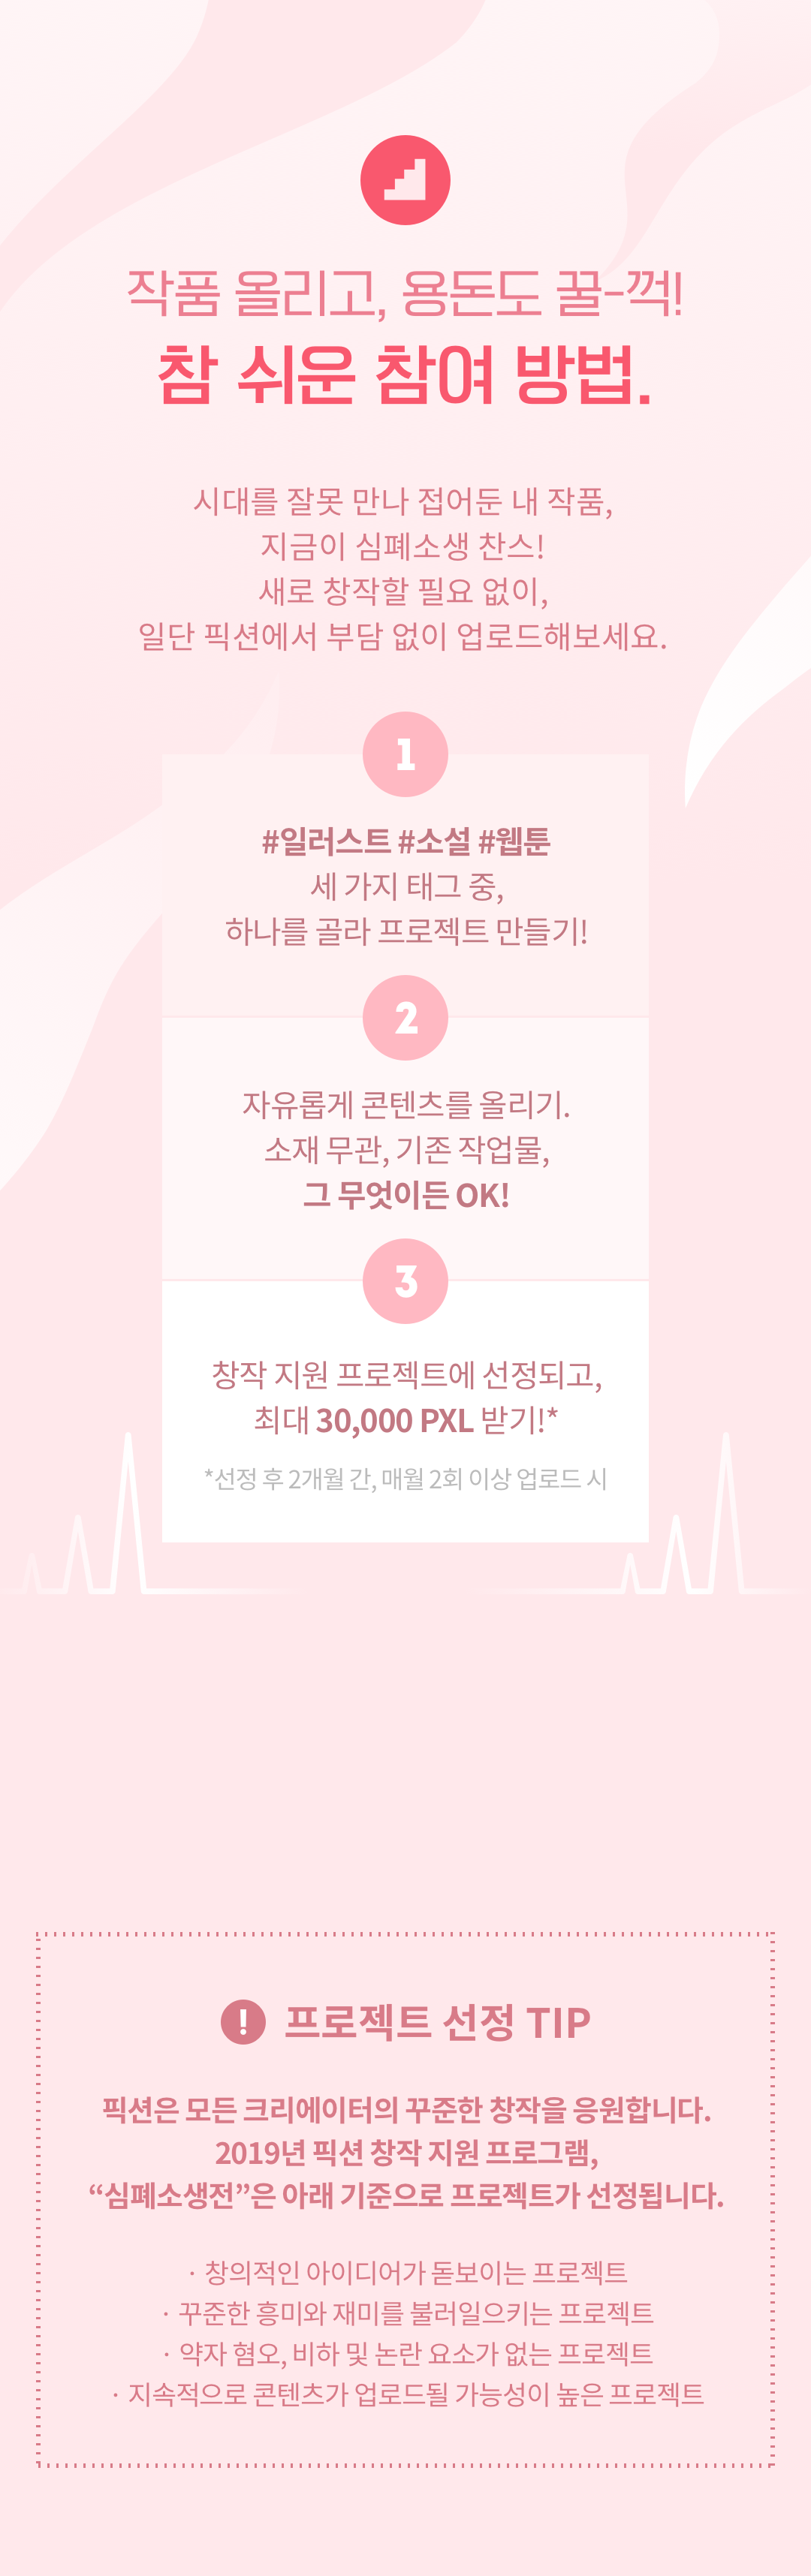 작품 올리고, 용돈도 꿀-꺽!
참 쉬운 참여 방법.
시대를 잘못 만나 접어둔 내 작품,
지금이 심폐소생 찬스!
새로 창작할 필요 없이,
일단 픽션에서 부담 없이 업로드해보세요.
1
#일러스트 #소설 #웹툰
세 가지 태그 중,
하나를 골라 프로젝트 만들기!
2
자유롭게 콘텐츠를 올리기.
소재 무관, 기존 작업물,
그 무엇이든 OK!
3
창작 지원 프로젝트에 선정되고,
최대 30,000 PXL 받기!*
*선정 후 2개월 간, 매월 2회 이상 업로드 시
! 프로젝트 선정 TIP
픽션은 모든 크리에이터의 꾸준한 창작을 응원합니다.
2019년 픽션 창작 지원 프로그램,
“심폐소생전”은 아래 기준으로 프로젝트가 선정됩니다.
· 창의적인 아이디어가 돋보이는 프로젝트
· 꾸준한 흥미와 재미를 불러일으키는 프로젝트
· 약자 혐오, 비하 및 논란 요소가 없는 프로젝트
· 지속적으로 콘텐츠가 업로드될 가능성이 높은 프로젝트